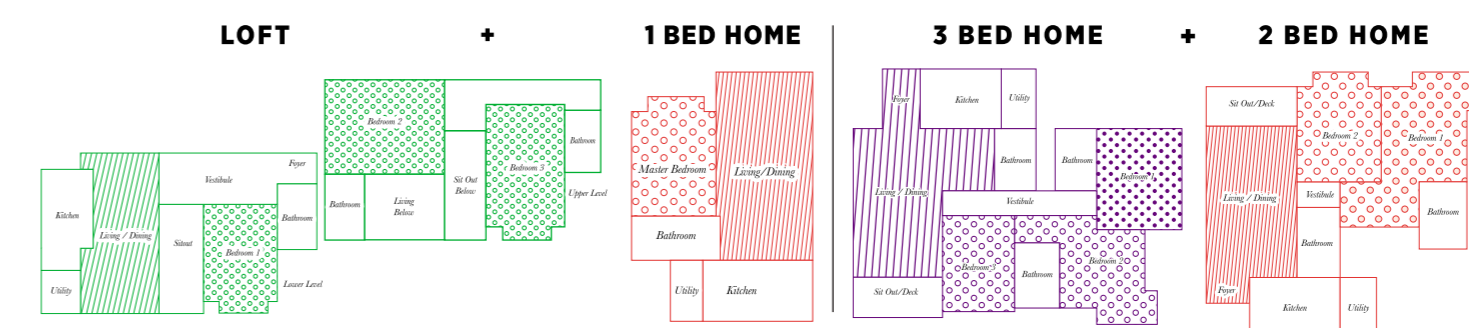 LOFT + 1 BED HOME 3 BED HOME + 2 BED HOME
Kitchen
Living / Dining
Utility
Vestibule
Foyer
Sitout
Bedroom 1
Bathroom
Lower Level
Bedroom 2
Bathroom
Living
Below
Sit Out
Below
Bedroom 3
Bathroom
Upper Level
Master Bedroom
Living/Dining
Bathroom
Utility
Kitchen
Foyer
Kitchen
Utility
Living / Dining
Bathroom
Bathroom
Bedroom 1
Vestibule
Bedroom 3
Bathroom
Bedroom 2
Sit Out/Deck
Sit Out/Deck
Bedroom 2
Bedroom 1
Living / Dining
Vestibule
Bathroom
Bathroom
Foyer
Kitchen
Utility